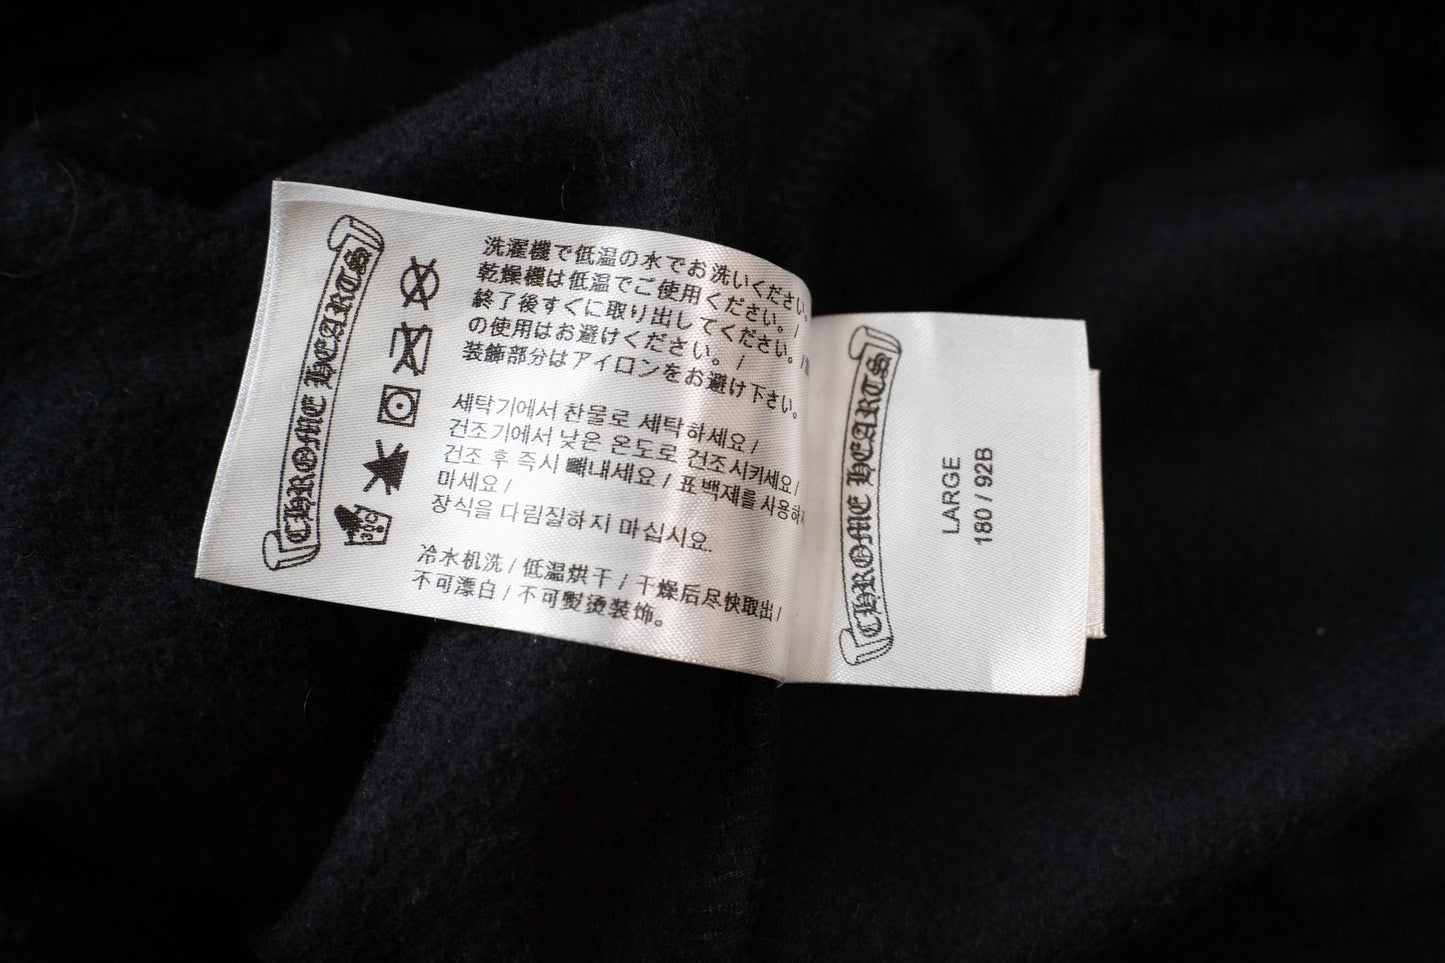 CHROME HEARTS
洗濯機で低温の水でお洗いください。
乾燥機は低温でご使用ください。/
終了後すぐに取り出してください。/
の使用はお避けください。/
装飾部分はアイロンをお避け下さい。
세탁기에서 찬물로 세탁하세요 /
건조기에서 낮은 온도로 건조시키세요 /
건조 후 즉시 빼내세요 / 표백제를 사용하지
마세요 /
장식을 다림질하지 마십시요.
冷水机洗 / 低温烘干 / 干燥后尽快取出 /
不可漂白 / 不可熨烫装饰。
30C
CHROME HEARTS
LARGE
180 / 92B